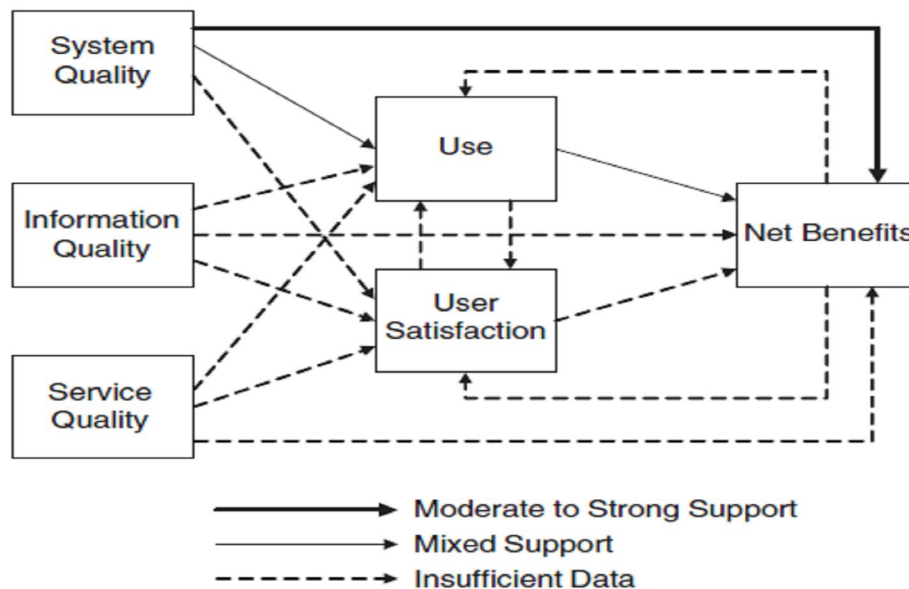 System
Quality
Use
Information
Quality
Net Benefits
User
Satisfaction
Service
Quality
Moderate to Strong Support
Mixed Support
Insufficient Data